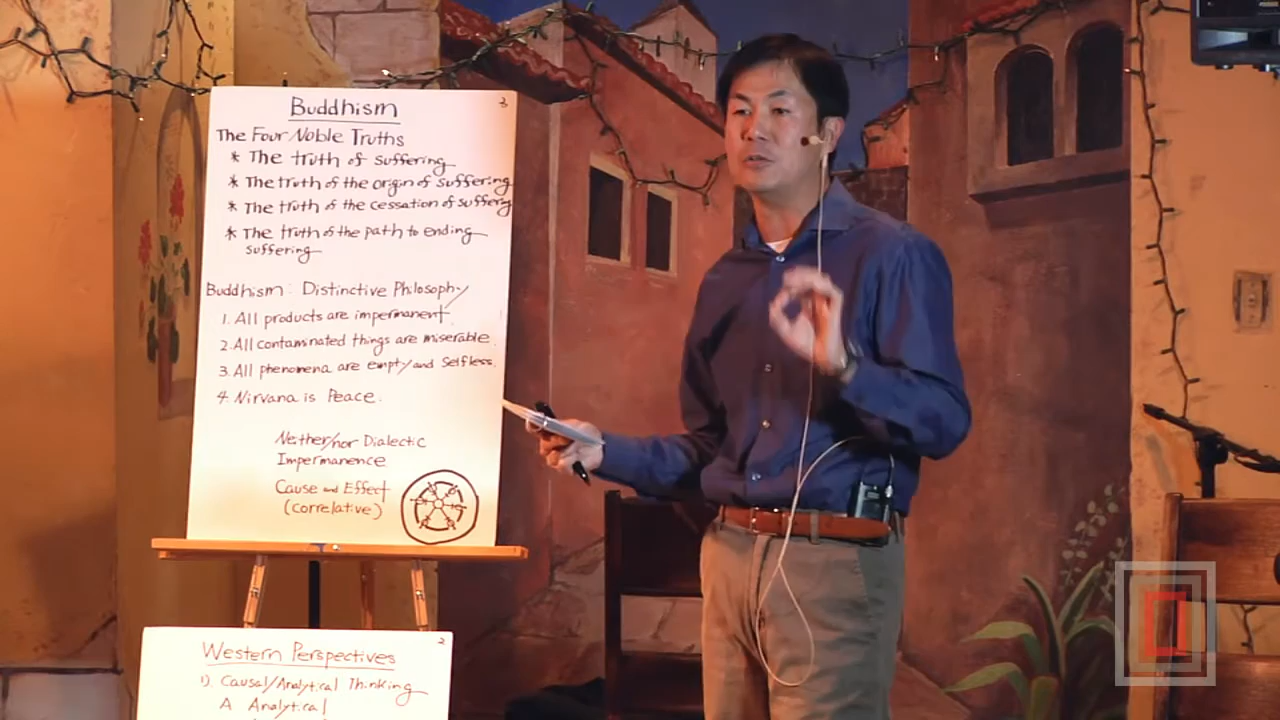 3
Buddhism
The Four Noble Truths
* The truth of suffering
* The truth of the origin of suffering
* The truth of the cessation of suffering
* The truth of the path to ending
suffering
Buddhism: Distinctive Philosophy
1. All products are impermanent.
2. All contaminated things are miserable.
3. All phenomena are empty and selfless.
4. Nirvana is Peace.
Neither/nor Dialectic
Impermanence
Cause and Effect
(correlative)
2
Western Perspectives
1). Causal/Analytical Thinking
A Analytical